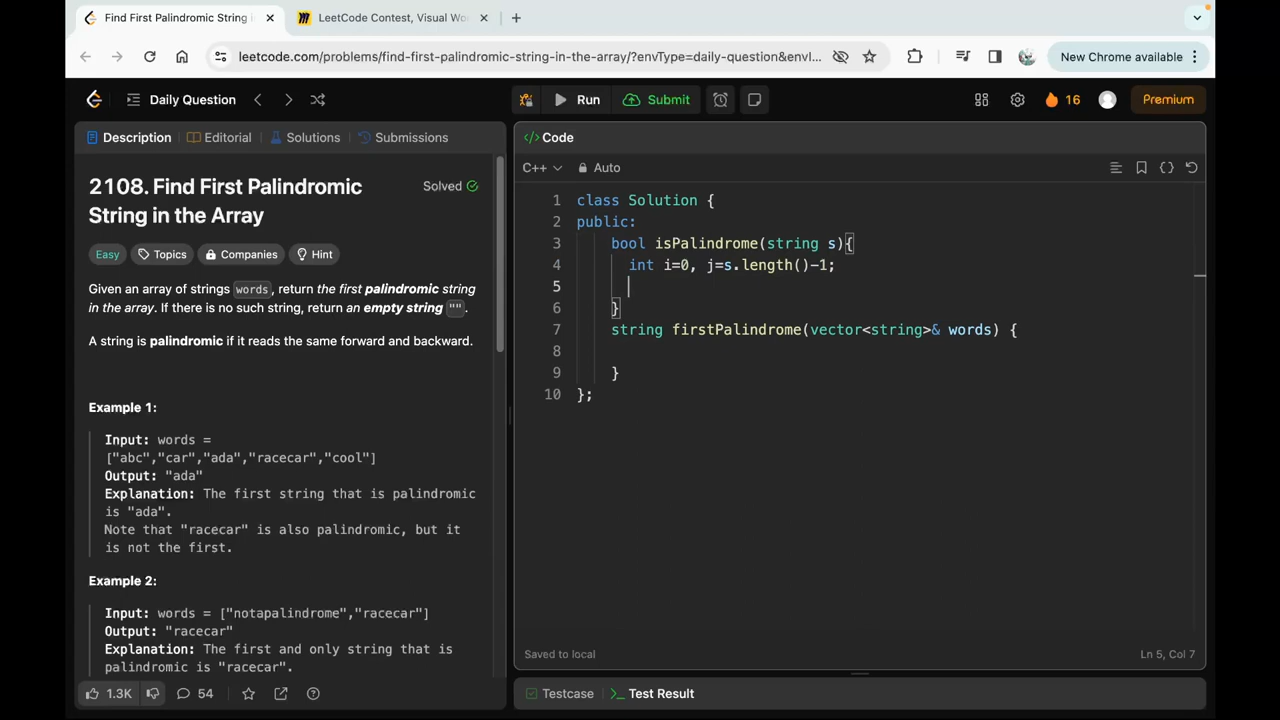 Find First Palindromic String i
LeetCode Contest, Visual Wo
leetcode.com/problems/find-first-palindromic-string-in-the-array/?envType=daily-question&envI...
New Chrome available
Daily Question
Run
Submit
16
Premium
Description
Editorial
Solutions
Submissions
Code
C++
Auto
2108. Find First Palindromic
String in the Array
Solved
Easy
Topics
Companies
Hint
Given an array of strings words, return the first palindromic string
in the array. If there is no such string, return an empty string "".
A string is palindromic if it reads the same forward and backward.
Example 1:
Input: words =
["abc","car","ada","racecar","cool"]
Output: "ada"
Explanation: The first string that is palindromic
is "ada".
Note that "racecar" is also palindromic, but it
is not the first.
Example 2:
Input: words = ["notapalindrome","racecar"]
Output: "racecar"
Explanation: The first and only string that is
palindromic is "racecar".
1.3K
54
1 class Solution {
2 public:
3 bool isPalindrome(string s){
4 int i=0, j=s.length()-1;
5
6 }
7 string firstPalindrome(vector<string>& words) {
8
9 }
10 };
Saved to local
Ln 5, Col 7
Testcase
Test Result